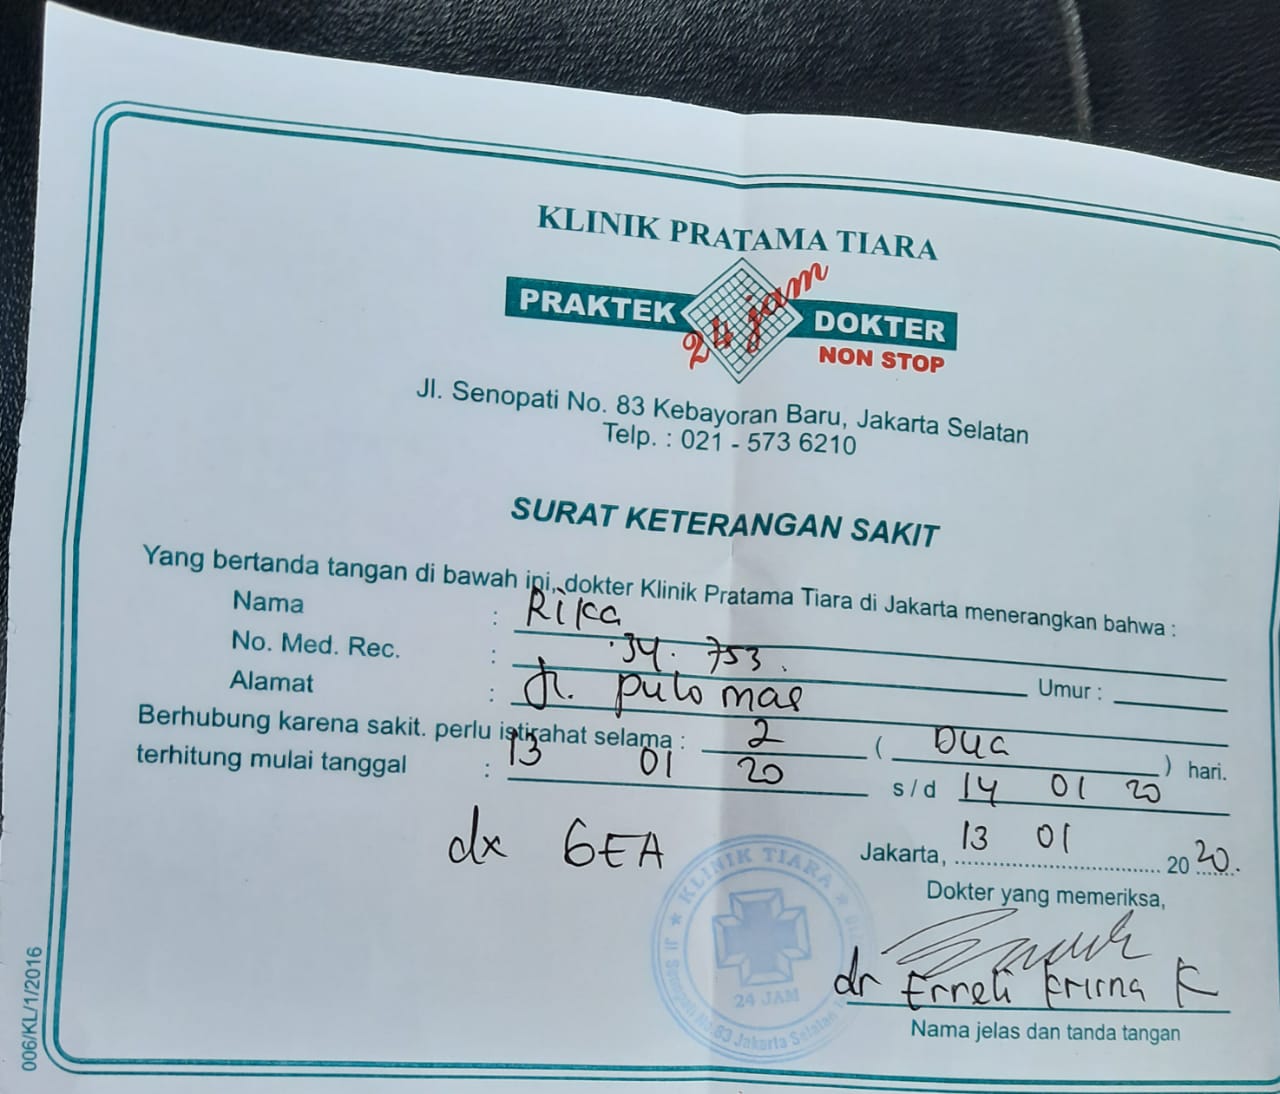 KLINIK PRATAMA TIARA
PRAKTEK 24 jam DOKTER
NON STOP
Jl. Senopati No. 83 Kebayoran Baru, Jakarta Selatan
Telp. : 021 - 573 6210
SURAT KETERANGAN SAKIT
Yang bertanda tangan di bawah ini, dokter Klinik Pratama Tiara di Jakarta menerangkan bahwa :
Nama : Rika
No. Med. Rec. : 34. 753. Umur :
Alamat : Jl. pulo mas
Berhubung karena sakit. perlu istirahat selama : 2 ( Dua ) hari.
terhitung mulai tanggal : 13 01 20 s/d 14 01 20
dx GEA
Jakarta, 13 01 2020.
Dokter yang memeriksa,
dr K
Nama jelas dan tanda tangan
KLINIK TIARA
24 JAM
Jl Senopati No.83 Jakarta Selatan
006/KL/1/2016